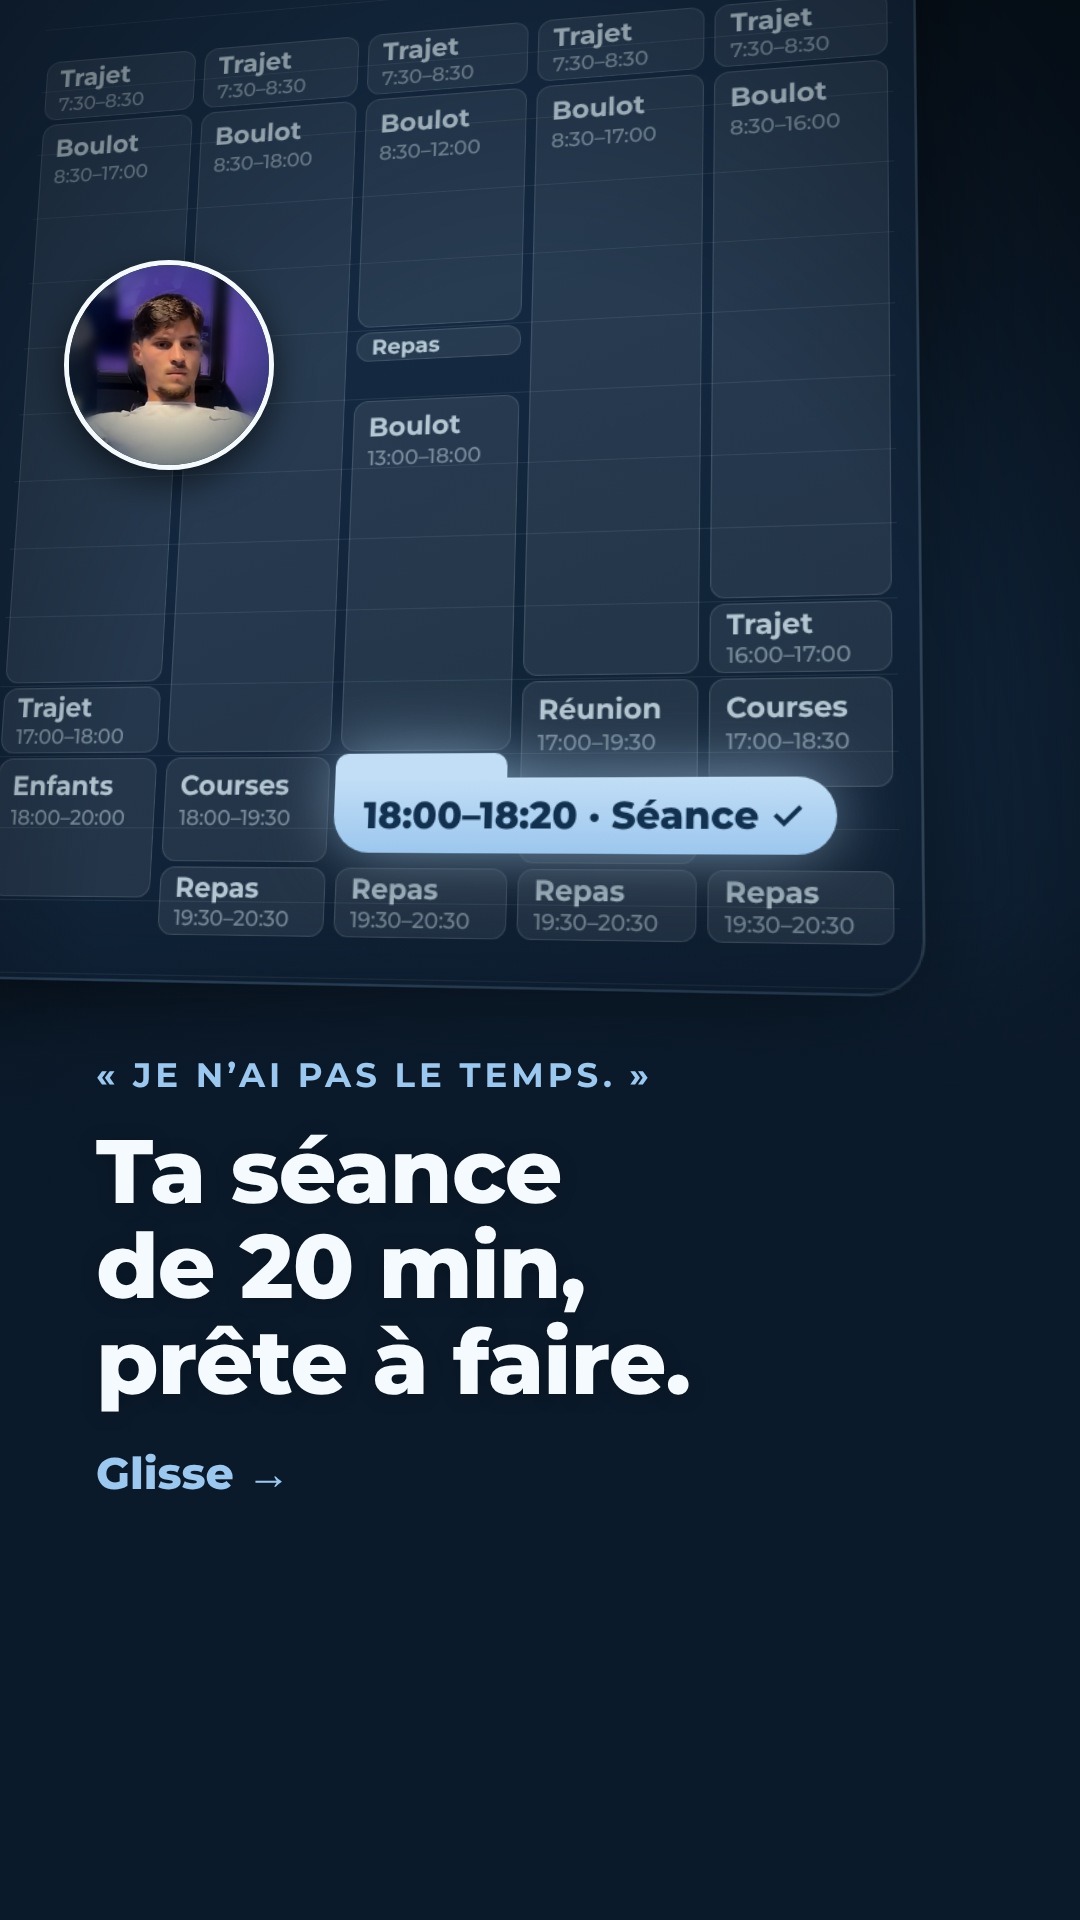 Trajet
7:30–8:30
Trajet
7:30–8:30
Trajet
7:30–8:30
Trajet
7:30–8:30
Trajet
7:30–8:30
Boulot
8:30–17:00
Boulot
8:30–18:00
Boulot
8:30–12:00
Boulot
8:30–17:00
Boulot
8:30–16:00
Repas
Boulot
13:00–18:00
Trajet
16:00–17:00
Trajet
17:00–18:00
Réunion
17:00–19:30
Courses
17:00–18:30
Enfants
18:00–20:00
Courses
18:00–19:30
18:00–18:20 • Séance ✓
Repas
19:30–20:30
Repas
19:30–20:30
Repas
19:30–20:30
Repas
19:30–20:30
« JE N’AI PAS LE TEMPS. »
Ta séance
de 20 min,
prête à faire.
Glisse →